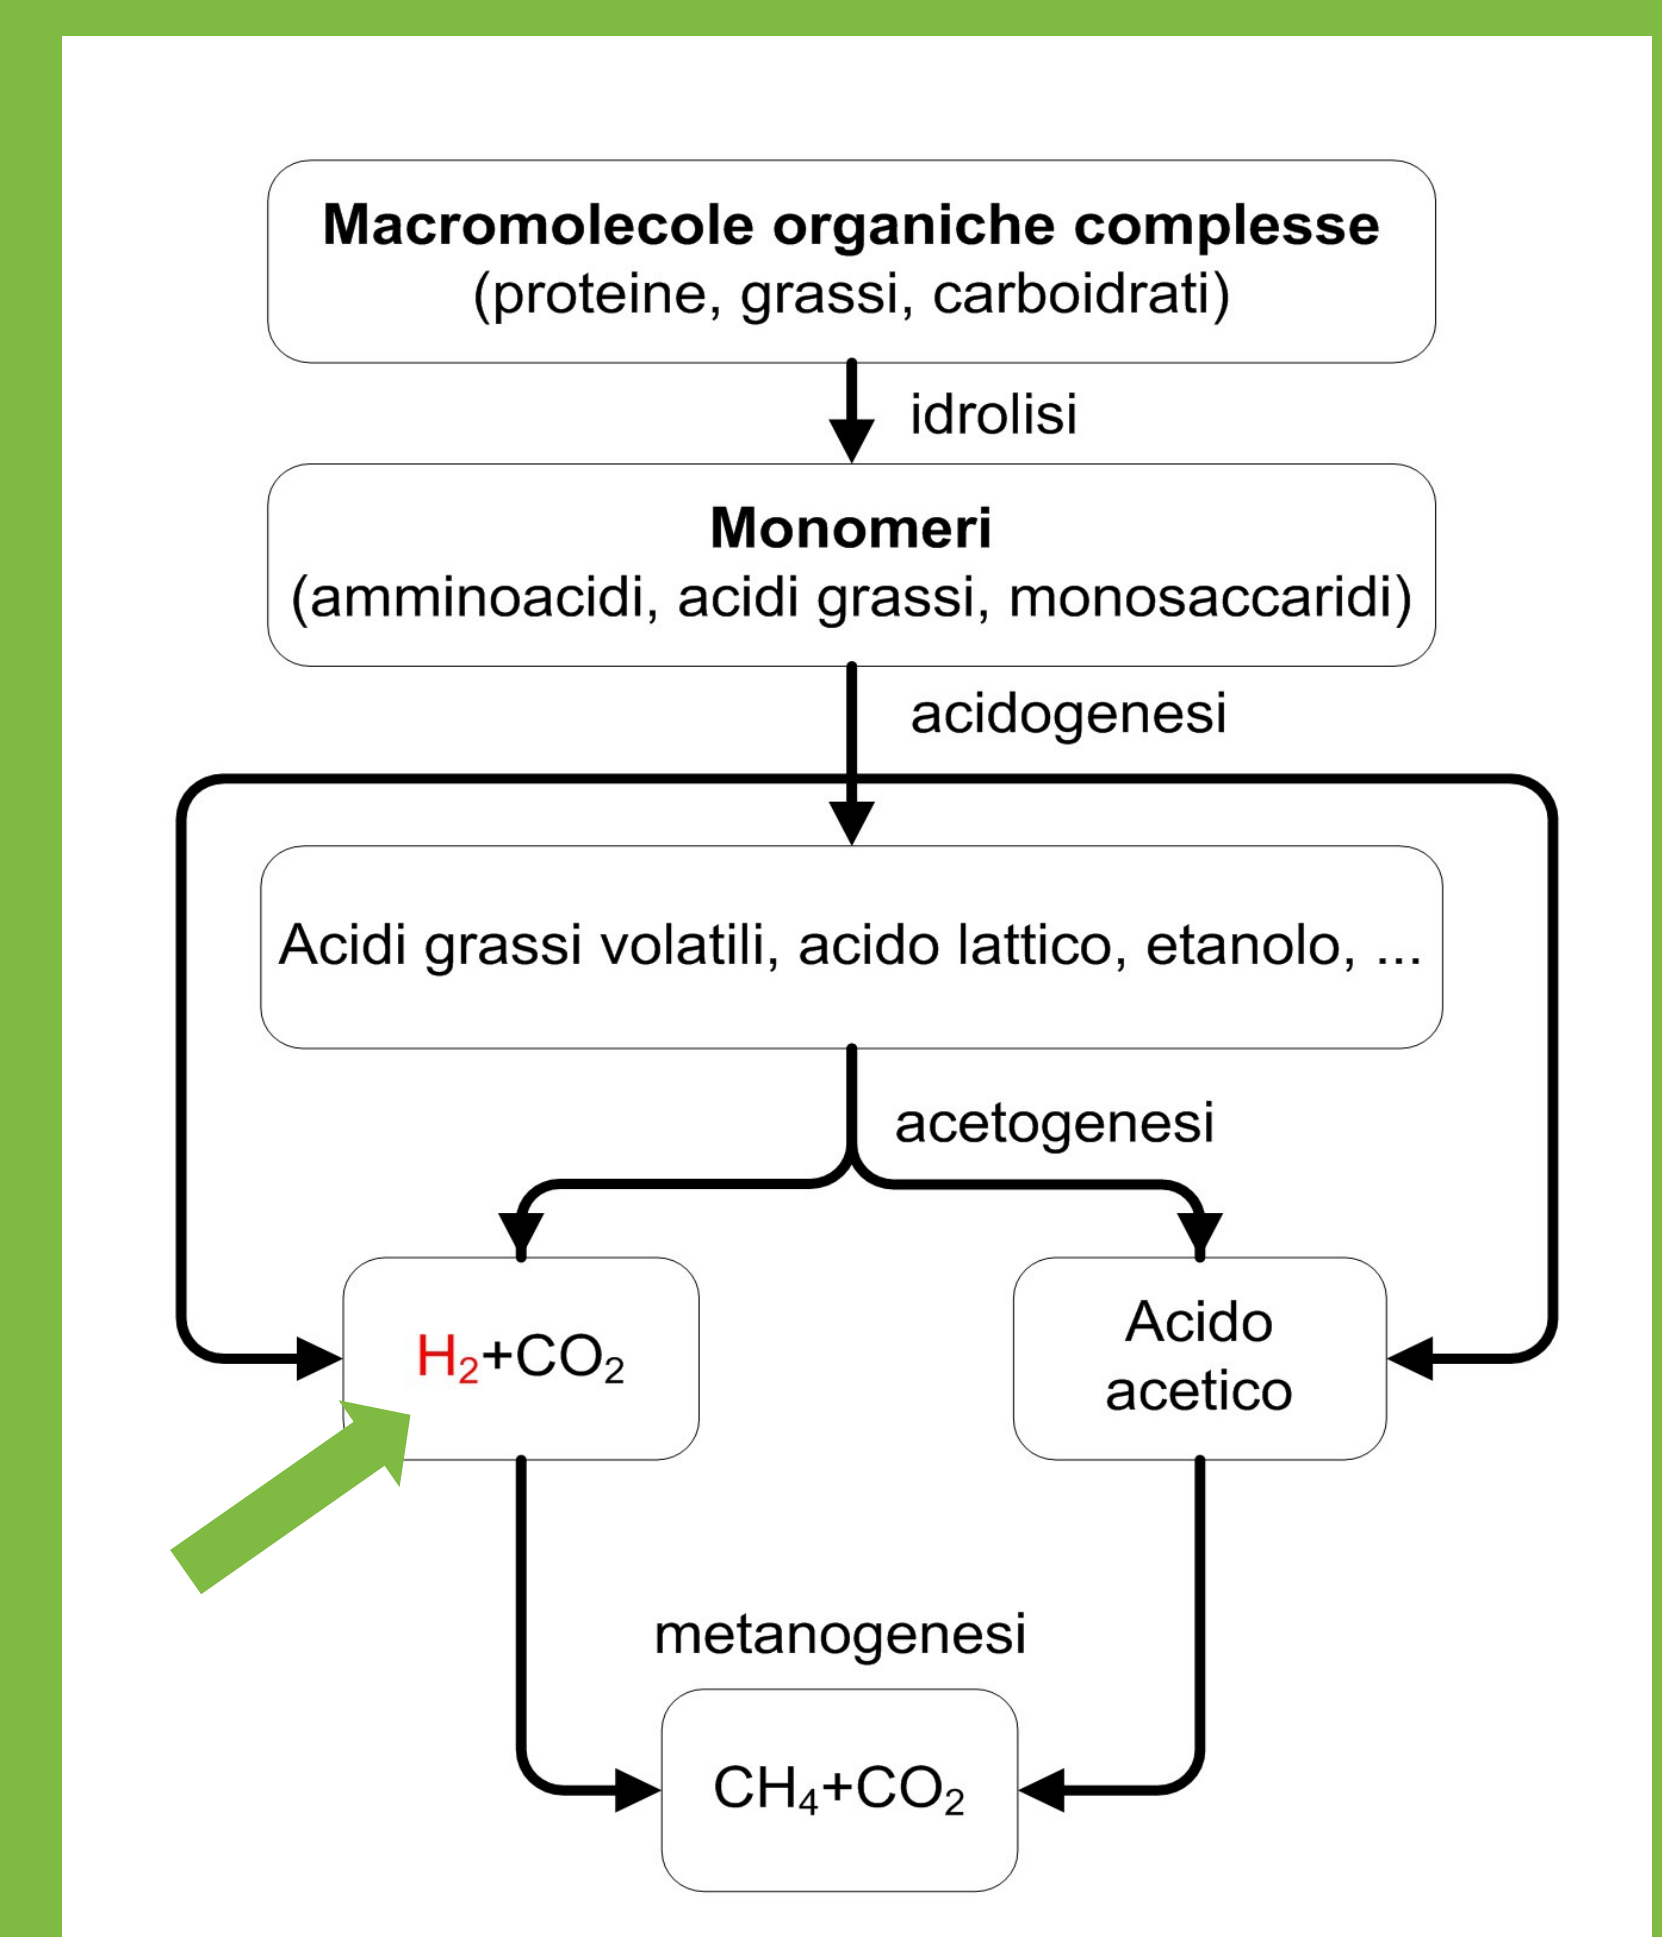 Macromolecole organiche complesse
(proteine, grassi, carboidrati)
idrolisi
Monomeri
(amminoacidi, acidi grassi, monosaccaridi)
acidogenesi
Acidi grassi volatili, acido lattico, etanolo, ...
acetogenesi
H₂+CO₂
Acido
acetico
metanogenesi
CH₄+CO₂